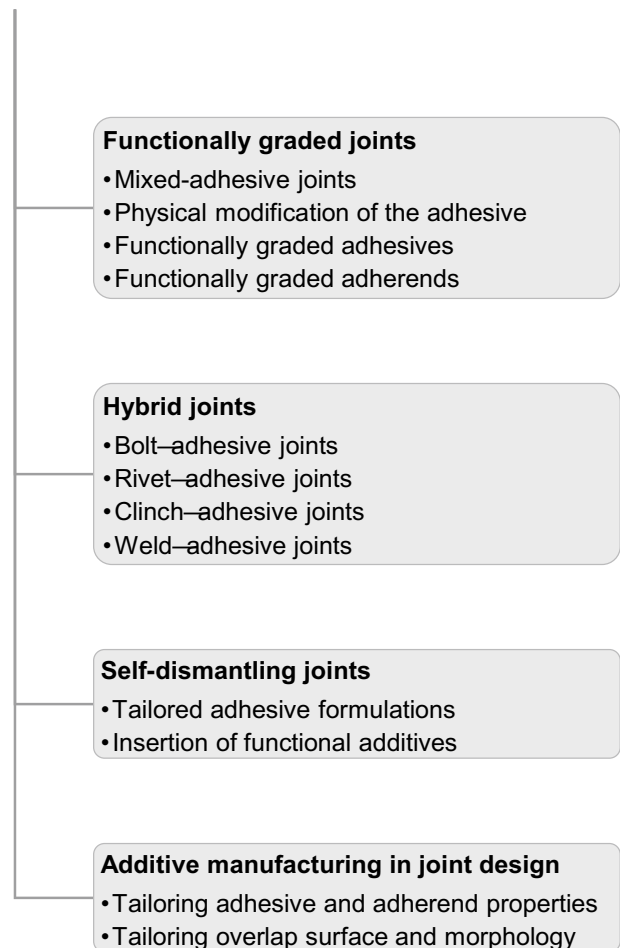 Functionally graded joints
•Mixed-adhesive joints
•Physical modification of the adhesive
•Functionally graded adhesives
•Functionally graded adherends
Hybrid joints
•Bolt–adhesive joints
•Rivet–adhesive joints
•Clinch–adhesive joints
•Weld–adhesive joints
Self-dismantling joints
•Tailored adhesive formulations
•Insertion of functional additives
Additive manufacturing in joint design
•Tailoring adhesive and adherend properties
•Tailoring overlap surface and morphology